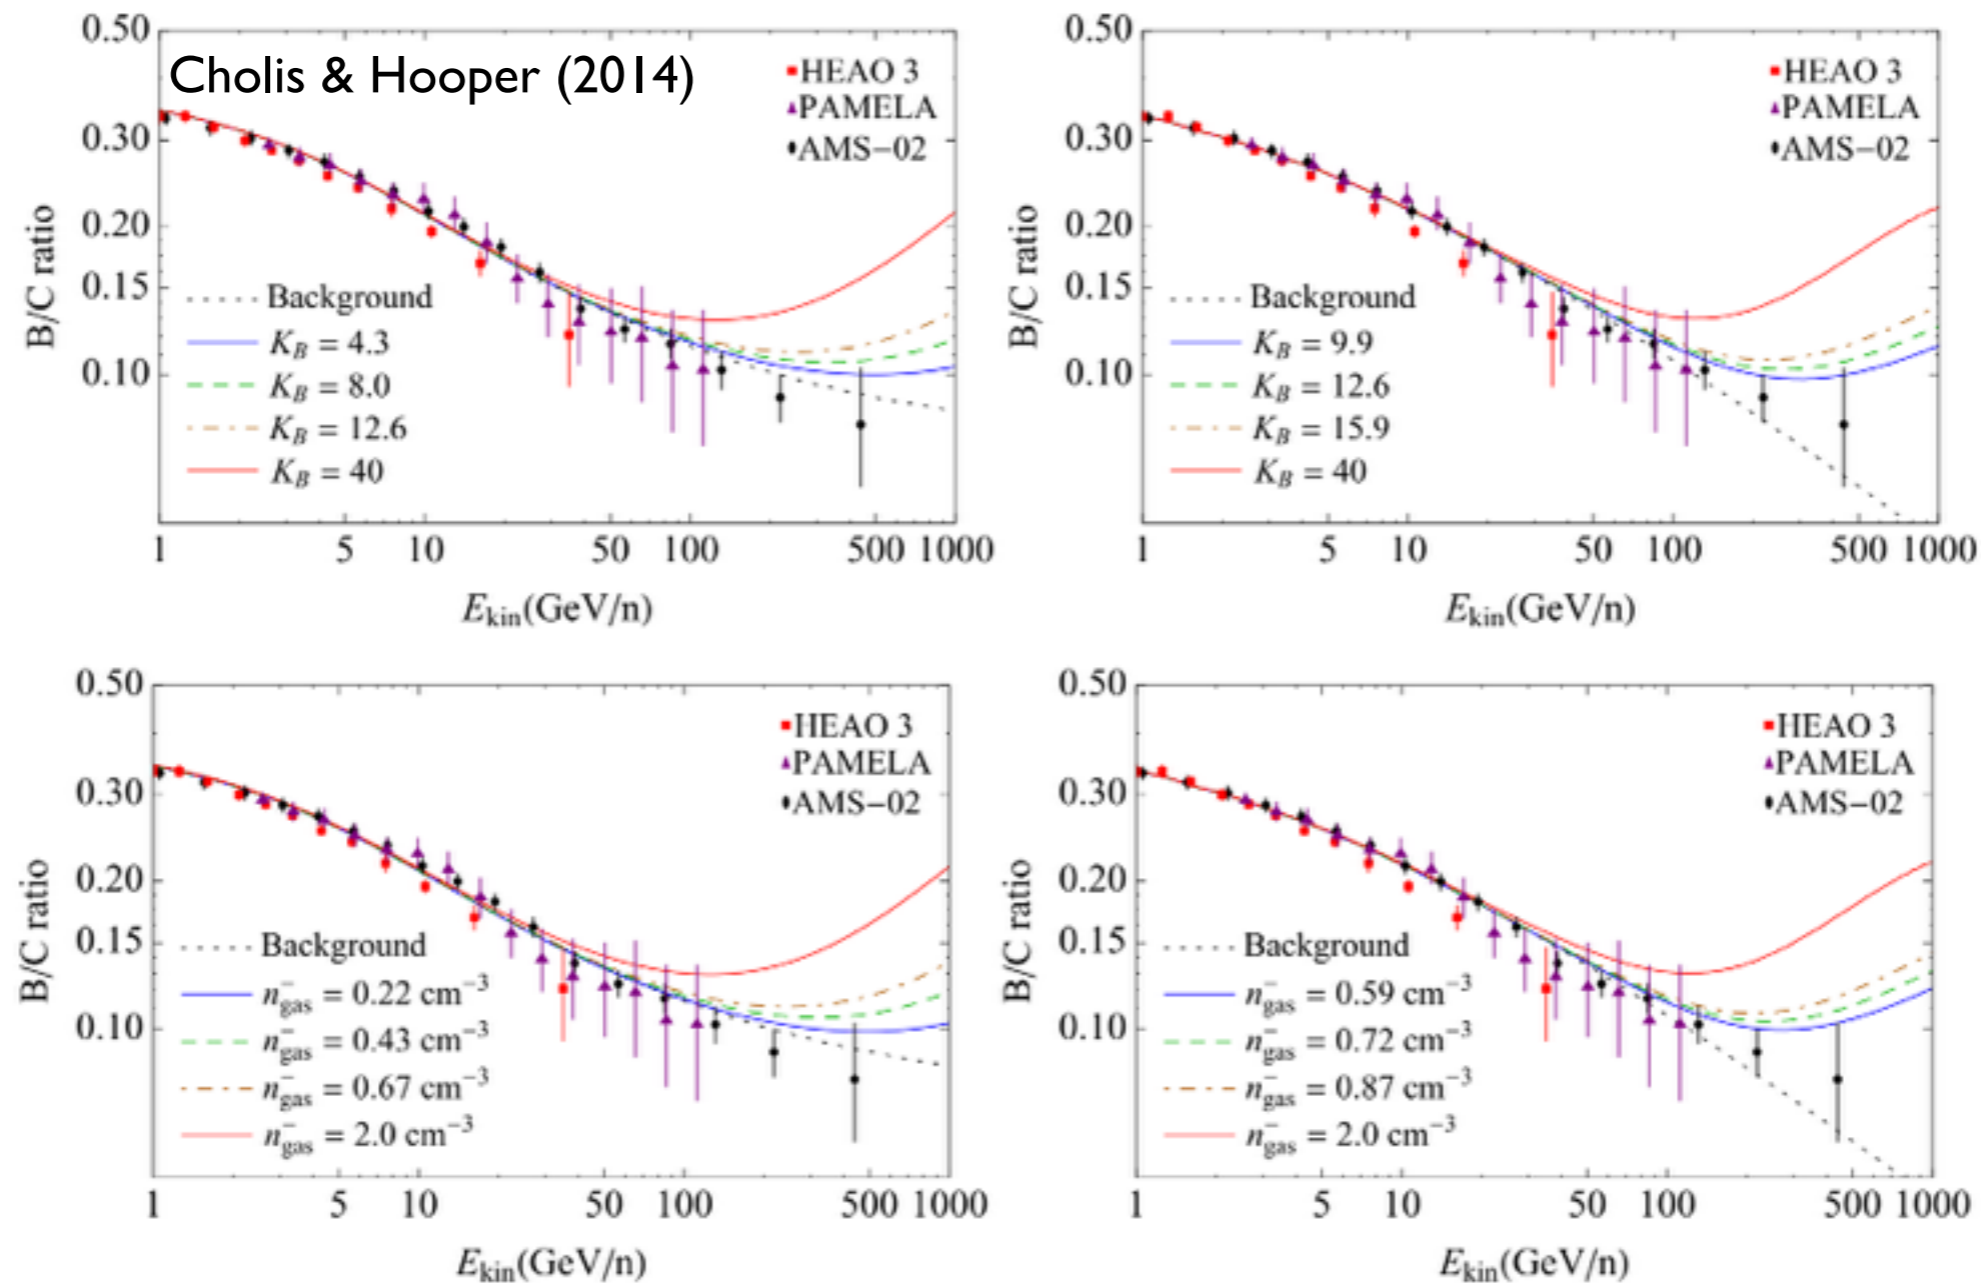 Cholis & Hooper (2014)
0.50
0.30
0.20
0.15
0.10
B/C ratio
HEAO 3
PAMELA
AMS−02
Background
K_B = 4.3
K_B = 8.0
K_B = 12.6
K_B = 40
1 5 10 50 100 500 1000
E_kin(GeV/n)
0.50
0.30
0.20
0.15
0.10
B/C ratio
HEAO 3
PAMELA
AMS−02
Background
K_B = 9.9
K_B = 12.6
K_B = 15.9
K_B = 40
1 5 10 50 100 500 1000
E_kin(GeV/n)
0.50
0.30
0.20
0.15
0.10
B/C ratio
HEAO 3
PAMELA
AMS−02
Background
n⁻_gas = 0.22 cm⁻³
n⁻_gas = 0.43 cm⁻³
n⁻_gas = 0.67 cm⁻³
n⁻_gas = 2.0 cm⁻³
1 5 10 50 100 500 1000
E_kin(GeV/n)
0.50
0.30
0.20
0.15
0.10
B/C ratio
HEAO 3
PAMELA
AMS−02
Background
n⁻_gas = 0.59 cm⁻³
n⁻_gas = 0.72 cm⁻³
n⁻_gas = 0.87 cm⁻³
n⁻_gas = 2.0 cm⁻³
1 5 10 50 100 500 1000
E_kin(GeV/n)